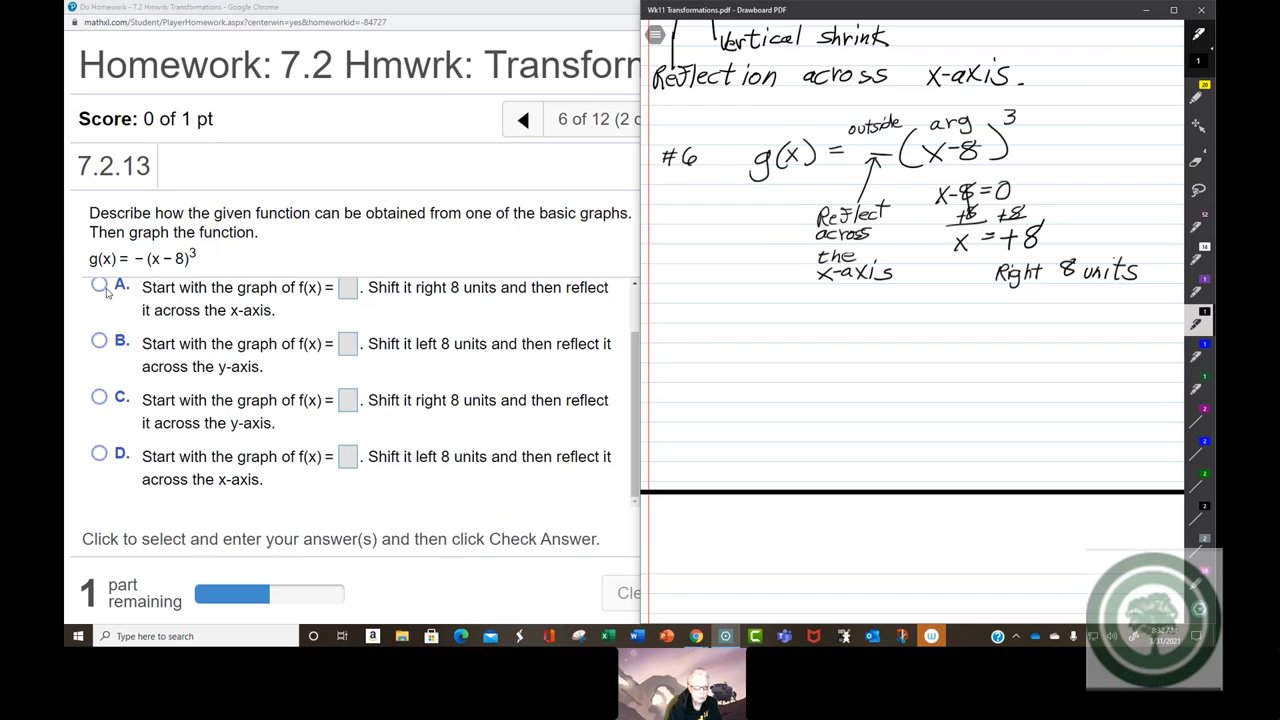 Do Homework - 7.2 Hmwrk: Transformations - Google Chrome
mathxl.com/Student/PlayerHomework.aspx?centerwin=yes&homeworkid=-84727
Homework: 7.2 Hmwrk: Transform
Score: 0 of 1 pt
6 of 12 (2 c
7.2.13
Describe how the given function can be obtained from one of the basic graphs.
Then graph the function.
g(x) = − (x − 8)³
A. Start with the graph of f(x) = . Shift it right 8 units and then reflect
it across the x-axis.
B. Start with the graph of f(x) = . Shift it left 8 units and then reflect it
across the y-axis.
C. Start with the graph of f(x) = . Shift it right 8 units and then reflect
it across the y-axis.
D. Start with the graph of f(x) = . Shift it left 8 units and then reflect it
across the x-axis.
Click to select and enter your answer(s) and then click Check Answer.
1 part
remaining
Cle
Type here to search
Wk11 Transformations.pdf - Drawboard PDF
Vertical shrink
Reflection across x-axis.
outside arg
#6 g(x) = −(x−8)³
x−8=0
+8 +8
x = +8
Reflect
across
the
x-axis
Right 8 units
8:32 AM
3/31/2021